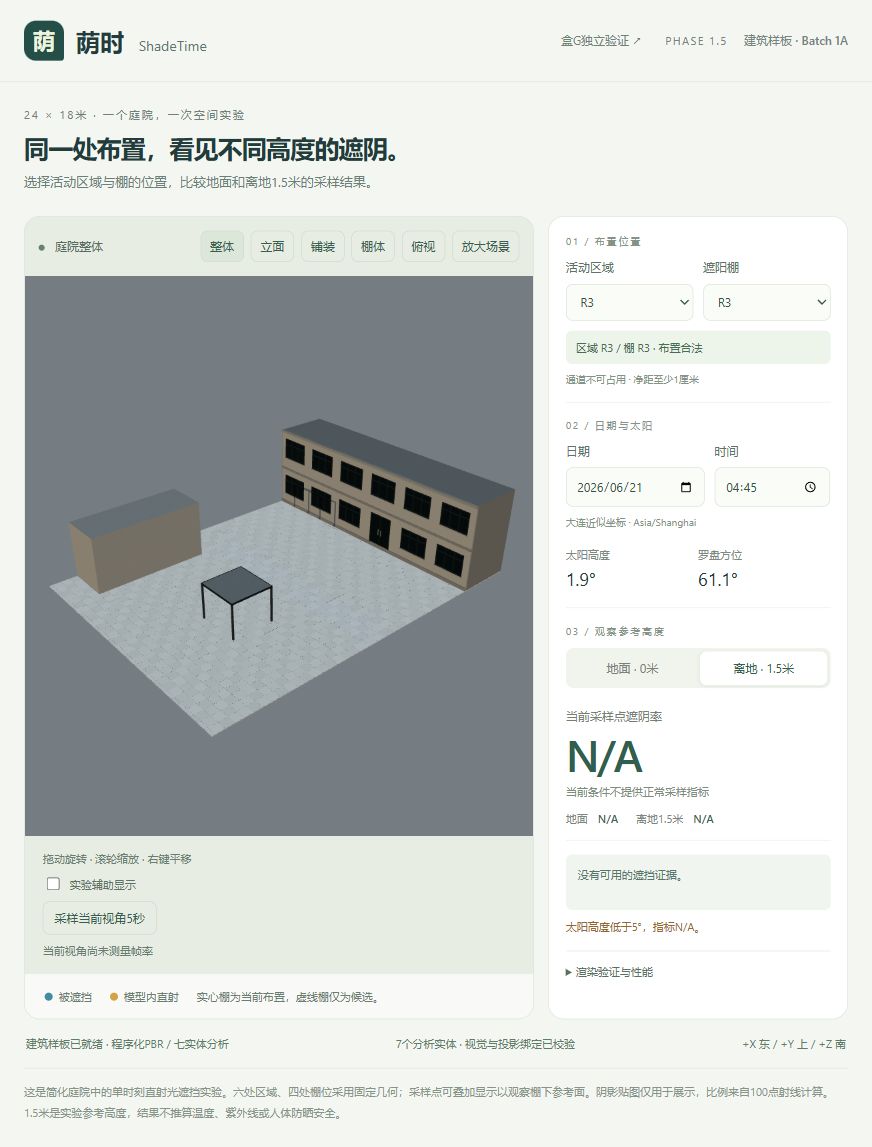 荫 荫时 ShadeTime 盒G独立验证 ↗ PHASE 1.5 建筑样板 · Batch 1A
24 × 18米 · 一个庭院，一次空间实验
同一处布置，看见不同高度的遮阴。
选择活动区域与棚的位置，比较地面和离地1.5米的采样结果。
庭院整体 整体 立面 铺装 棚体 俯视 放大场景
01 / 布置位置
活动区域 遮阳棚
R3 R3
区域 R3 / 棚 R3 · 布置合法
通道不可占用 · 净距至少1厘米
02 / 日期与太阳
日期 时间
2026/06/21 04:45
大连近似坐标 · Asia/Shanghai
太阳高度 罗盘方位
1.9° 61.1°
03 / 观察参考高度
地面 · 0米 离地 · 1.5米
当前采样点遮阴率
N/A
当前条件不提供正常采样指标
地面 N/A 离地1.5米 N/A
没有可用的遮挡证据。
太阳高度低于5°，指标N/A。
渲染验证与性能
拖动旋转 · 滚轮缩放 · 右键平移
实验辅助显示
采样当前视角5秒
当前视角尚未测量帧率
被遮挡 模型内直射 实心棚为当前布置，虚线棚仅为候选。
建筑样板已就绪 · 程序化PBR / 七实体分析 7个分析实体 · 视觉与投影绑定已校验 +X 东 / +Y 上 / +Z 南
这是简化庭院中的单时刻直射光遮挡实验。六处区域、四处棚位采用固定几何；采样点可叠加显示以观察棚下参考面。阴影贴图仅用于展示，比例来自100点射线计算。
1.5米是实验参考高度，结果不推算温度、紫外线或人体防晒安全。